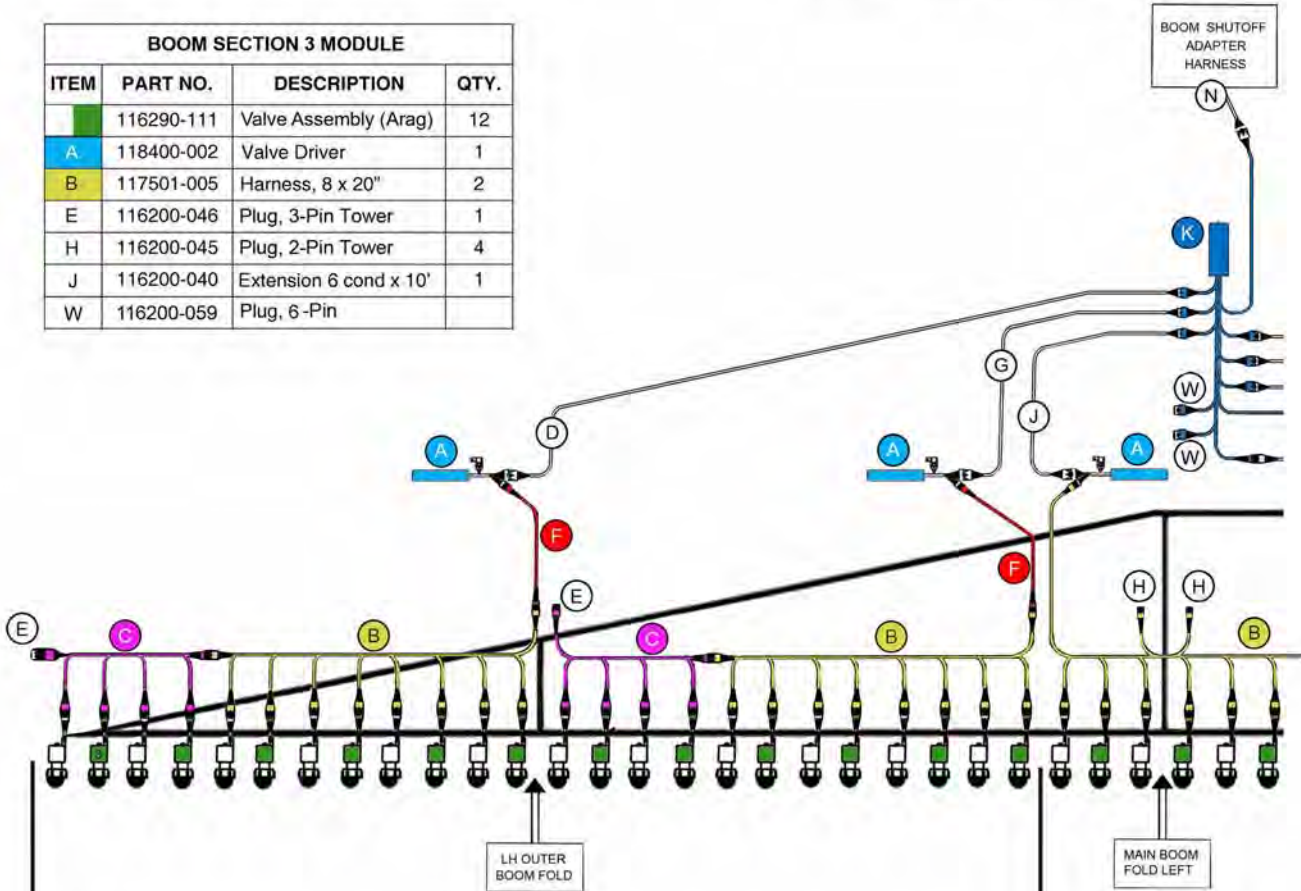 BOOM SECTION 3 MODULE
ITEM PART NO. DESCRIPTION QTY.
116290-111 Valve Assembly (Arag) 12
A 118400-002 Valve Driver 1
B 117501-005 Harness, 8 x 20" 2
E 116200-046 Plug, 3-Pin Tower 1
H 116200-045 Plug, 2-Pin Tower 4
J 116200-040 Extension 6 cond x 10' 1
W 116200-059 Plug, 6 -Pin
BOOM SHUTOFF
ADAPTER
HARNESS
N
K
G
W
J
D
A
A
A
W
F
F
H
H
E
E
C
B
C
B
B
LH OUTER
BOOM FOLD
MAIN BOOM
FOLD LEFT